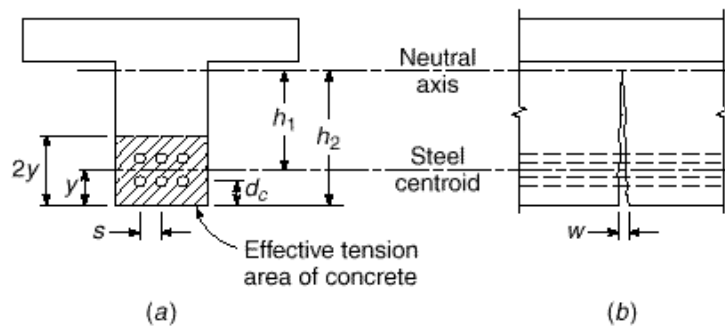 Neutral
axis
h1
h2
2y
y
dc
Steel
centroid
s
w
Effective tension
area of concrete
(a)
(b)